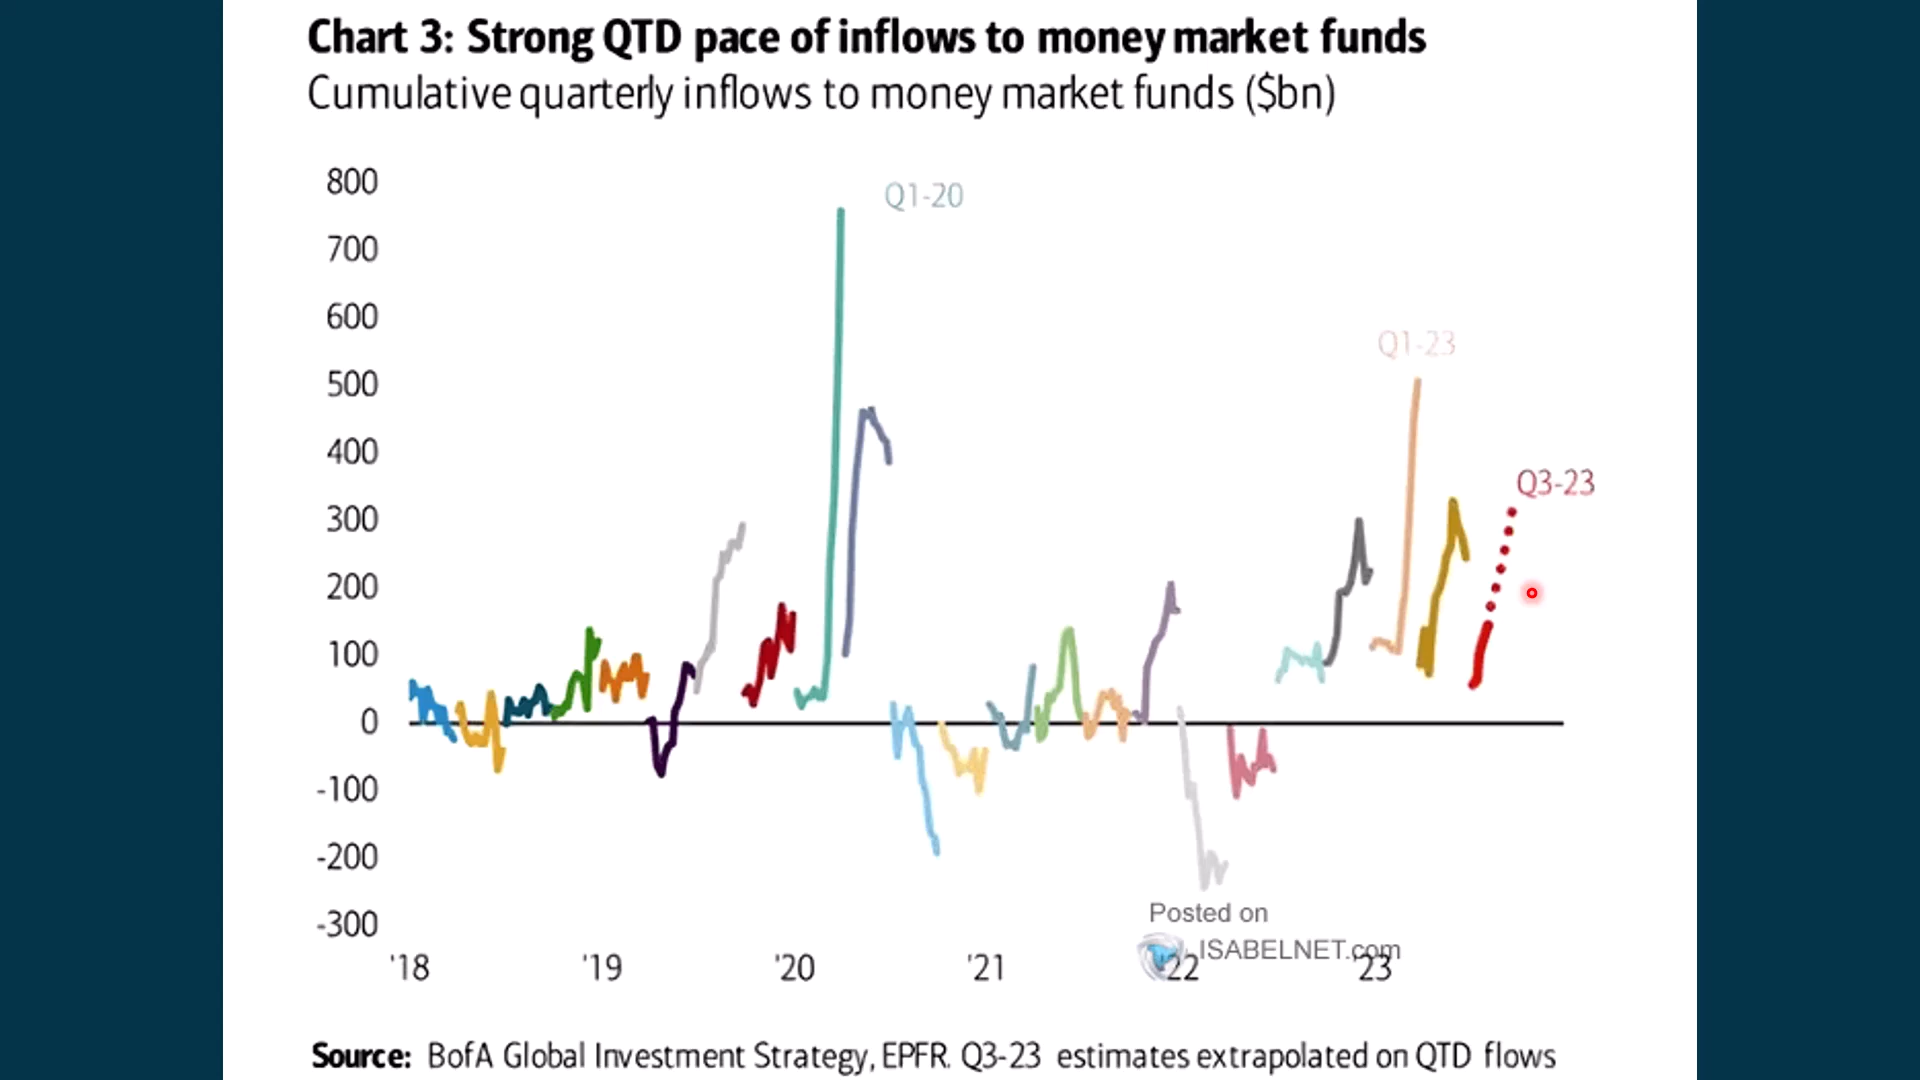 Chart 3: Strong QTD pace of inflows to money market funds
Cumulative quarterly inflows to money market funds ($bn)
800
Q1-20
700
600
Q1-23
500
400
Q3-23
300
200
100
0
-100
-200
-300
Posted on
ISABELNET.com
'18
'19
'20
'21
22
23
Source: BofA Global Investment Strategy, EPFR. Q3-23 estimates extrapolated on QTD flows